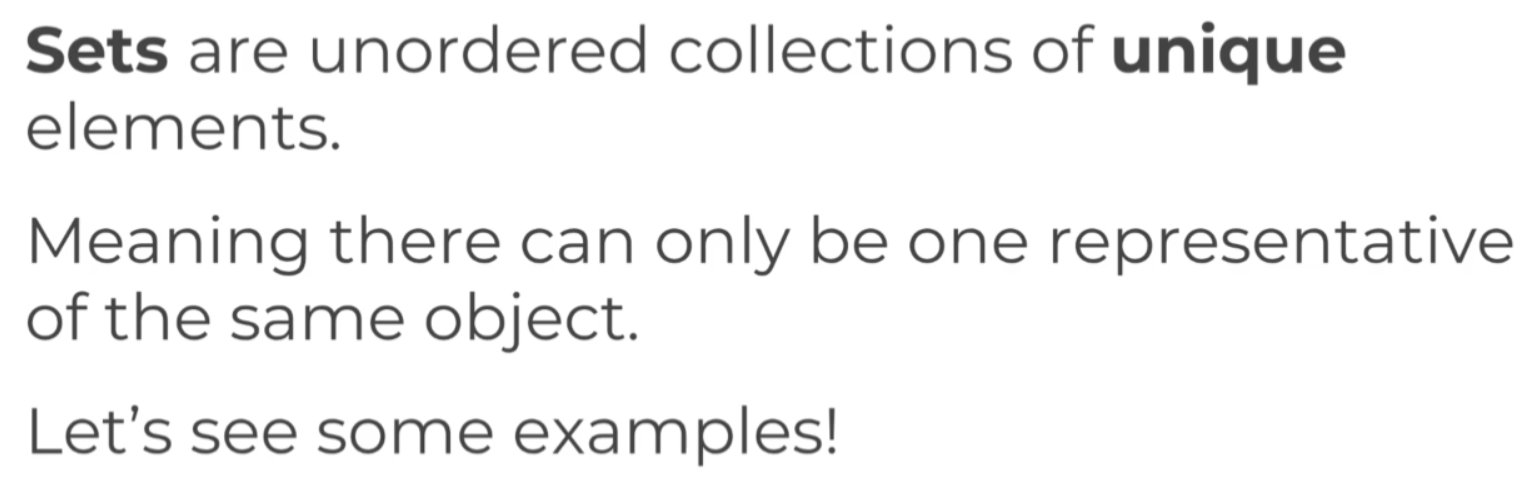 Sets are unordered collections of unique
elements.
Meaning there can only be one representative
of the same object.
Let’s see some examples!